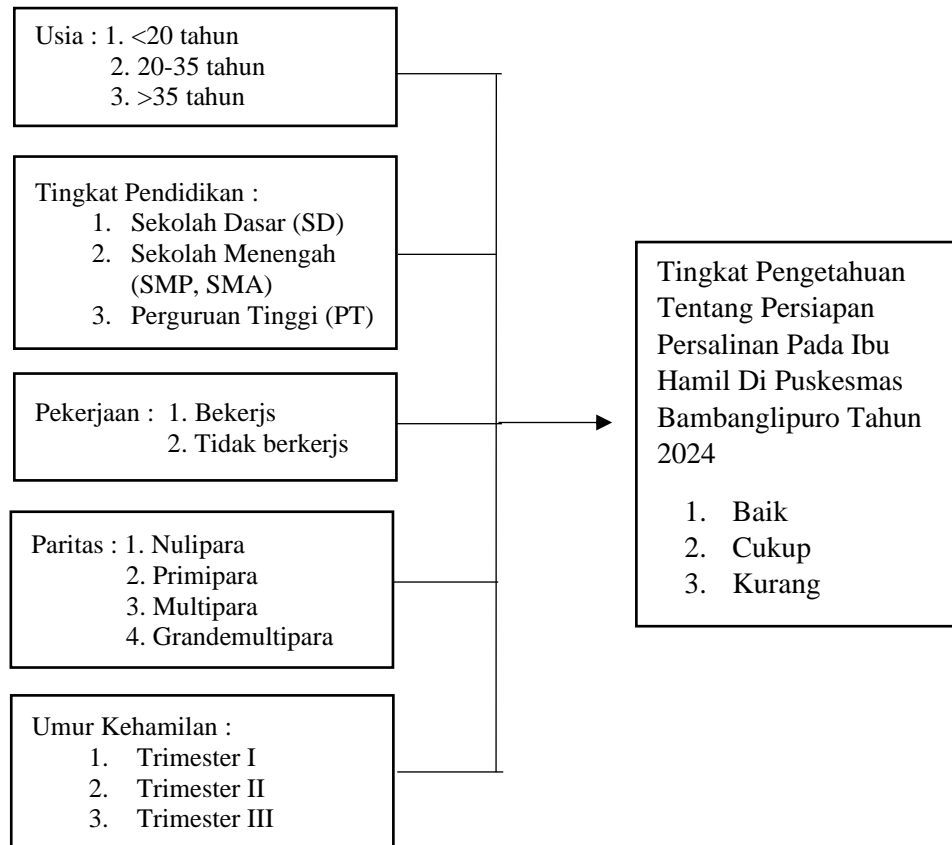 Usia : 1. <20 tahun
2. 20-35 tahun
3. >35 tahun
Tingkat Pendidikan :
1. Sekolah Dasar (SD)
2. Sekolah Menengah
(SMP, SMA)
3. Perguruan Tinggi (PT)
Pekerjaan : 1. Bekerjs
2. Tidak berkerjs
Paritas : 1. Nulipara
2. Primipara
3. Multipara
4. Grandemultipara
Umur Kehamilan :
1. Trimester I
2. Trimester II
3. Trimester III
Tingkat Pengetahuan
Tentang Persiapan
Persalinan Pada Ibu
Hamil Di Puskesmas
Bambanglipuro Tahun
2024
1. Baik
2. Cukup
3. Kurang